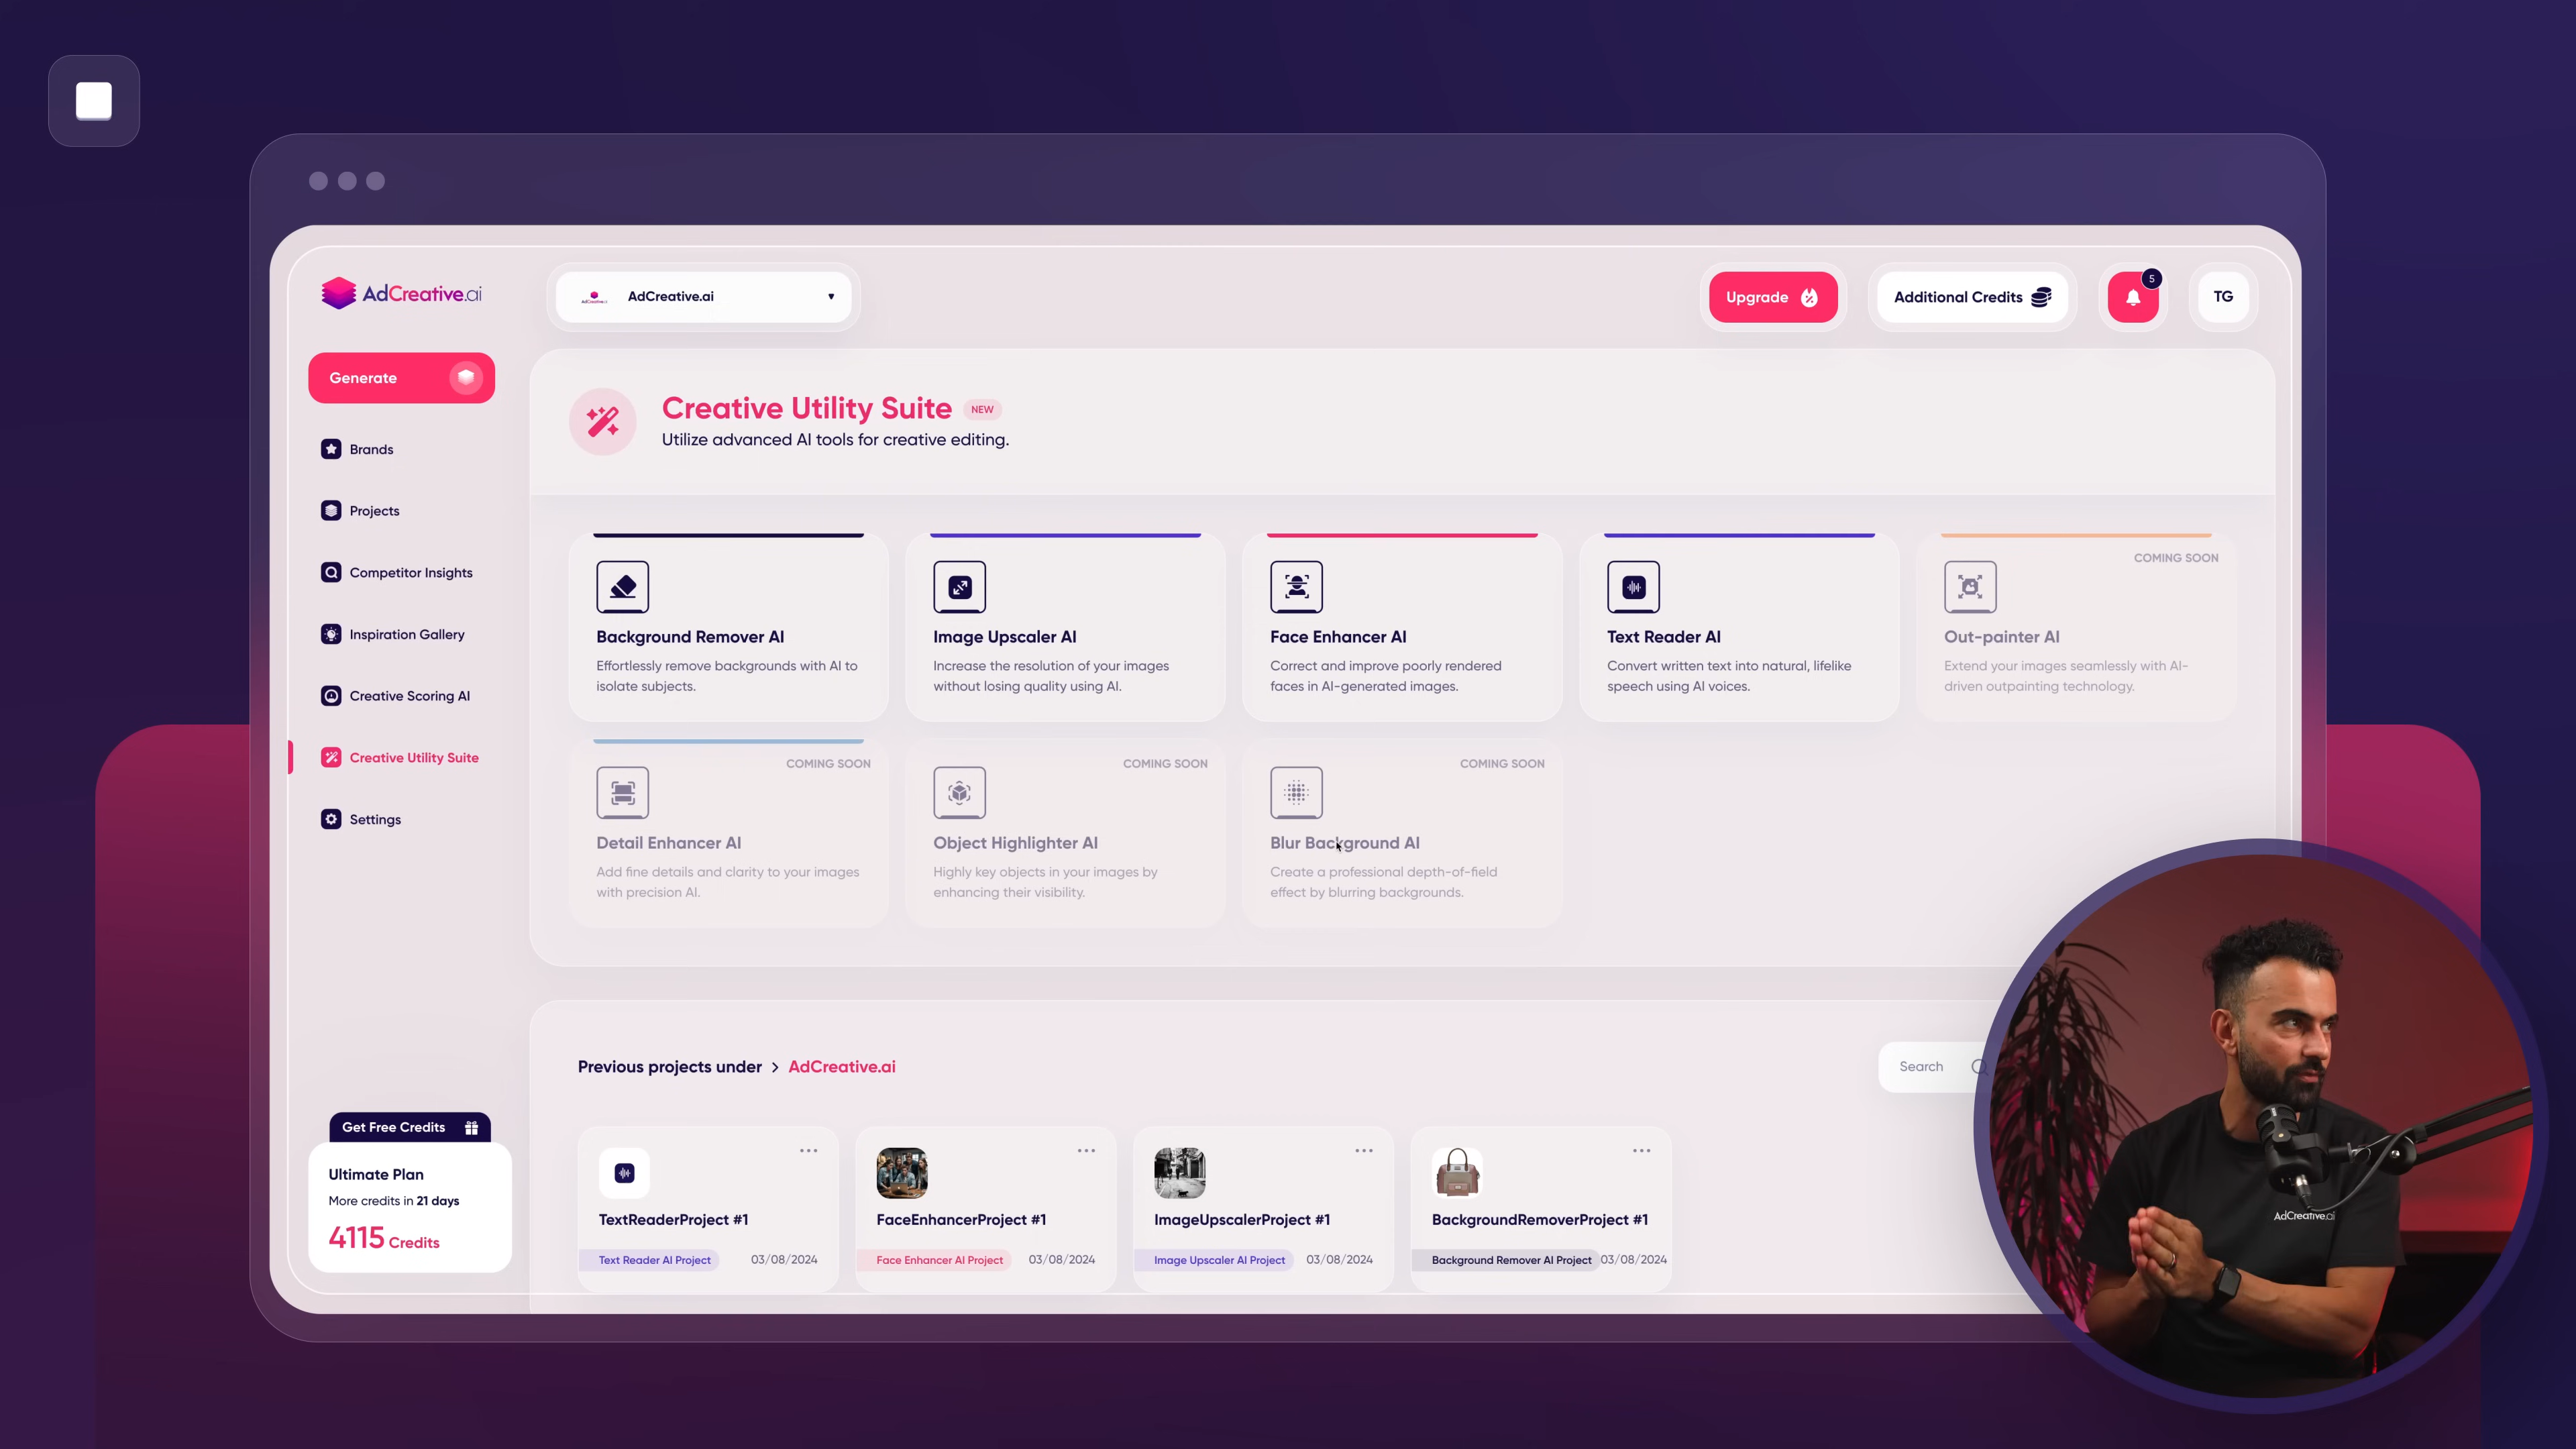 AdCreative.ai
AdCreative.ai
AdCreative.ai
Upgrade
Additional Credits
5
TG
Generate
Brands
Projects
Competitor Insights
Inspiration Gallery
Creative Scoring AI
Creative Utility Suite
Settings
Creative Utility Suite NEW
Utilize advanced AI tools for creative editing.
Background Remover AI
Effortlessly remove backgrounds with AI to
isolate subjects.
Image Upscaler AI
Increase the resolution of your images
without losing quality using AI.
Face Enhancer AI
Correct and improve poorly rendered
faces in AI-generated images.
Text Reader AI
Convert written text into natural, lifelike
speech using AI voices.
COMING SOON
Out-painter AI
Extend your images seamlessly with AI-
driven outpainting technology.
COMING SOON
Detail Enhancer AI
Add fine details and clarity to your images
with precision AI.
COMING SOON
Object Highlighter AI
Highly key objects in your images by
enhancing their visibility.
COMING SOON
Blur Background AI
Create a professional depth-of-field
effect by blurring backgrounds.
Previous projects under > AdCreative.ai
Search
TextReaderProject #1
Text Reader AI Project 03/08/2024
FaceEnhancerProject #1
Face Enhancer AI Project 03/08/2024
ImageUpscalerProject #1
Image Upscaler AI Project 03/08/2024
BackgroundRemoverProject #1
Background Remover AI Project 03/08/2024
Get Free Credits
Ultimate Plan
More credits in 21 days
4115 Credits
AdCreative.ai